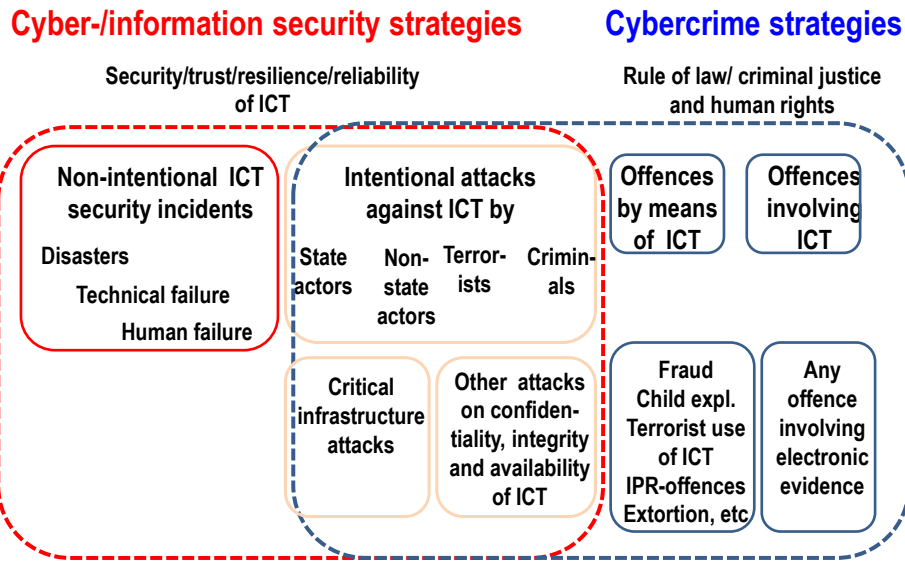 Cyber-/information security strategies
Cybercrime strategies
Security/trust/resilience/reliability
of ICT
Rule of law/ criminal justice
and human rights
Non-intentional ICT
security incidents
Disasters
Technical failure
Human failure
Intentional attacks
against ICT by
State
actors
Non-
state
actors
Terror-
ists
Crimin-
als
Offences
by means
of ICT
Offences
involving
ICT
Critical
infrastructure
attacks
Other attacks
on confiden-
tiality, integrity
and availability
of ICT
Fraud
Child expl.
Terrorist use
of ICT
IPR-offences
Extortion, etc
Any
offence
involving
electronic
evidence